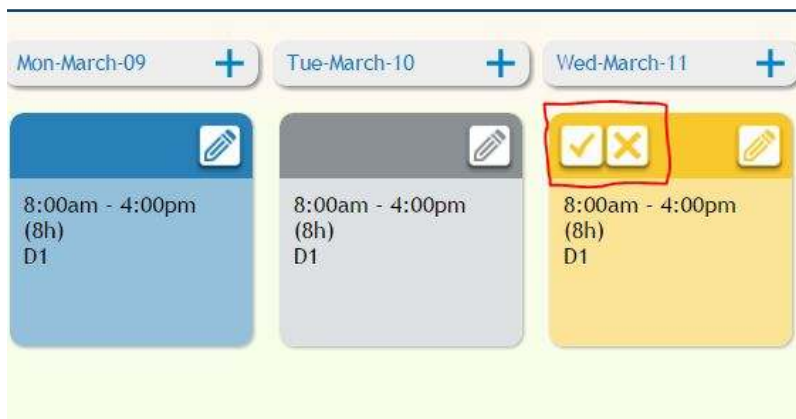 Mon-March-09
Tue-March-10
Wed-March-11
8:00am - 4:00pm
(8h)
D1
8:00am - 4:00pm
(8h)
D1
8:00am - 4:00pm
(8h)
D1